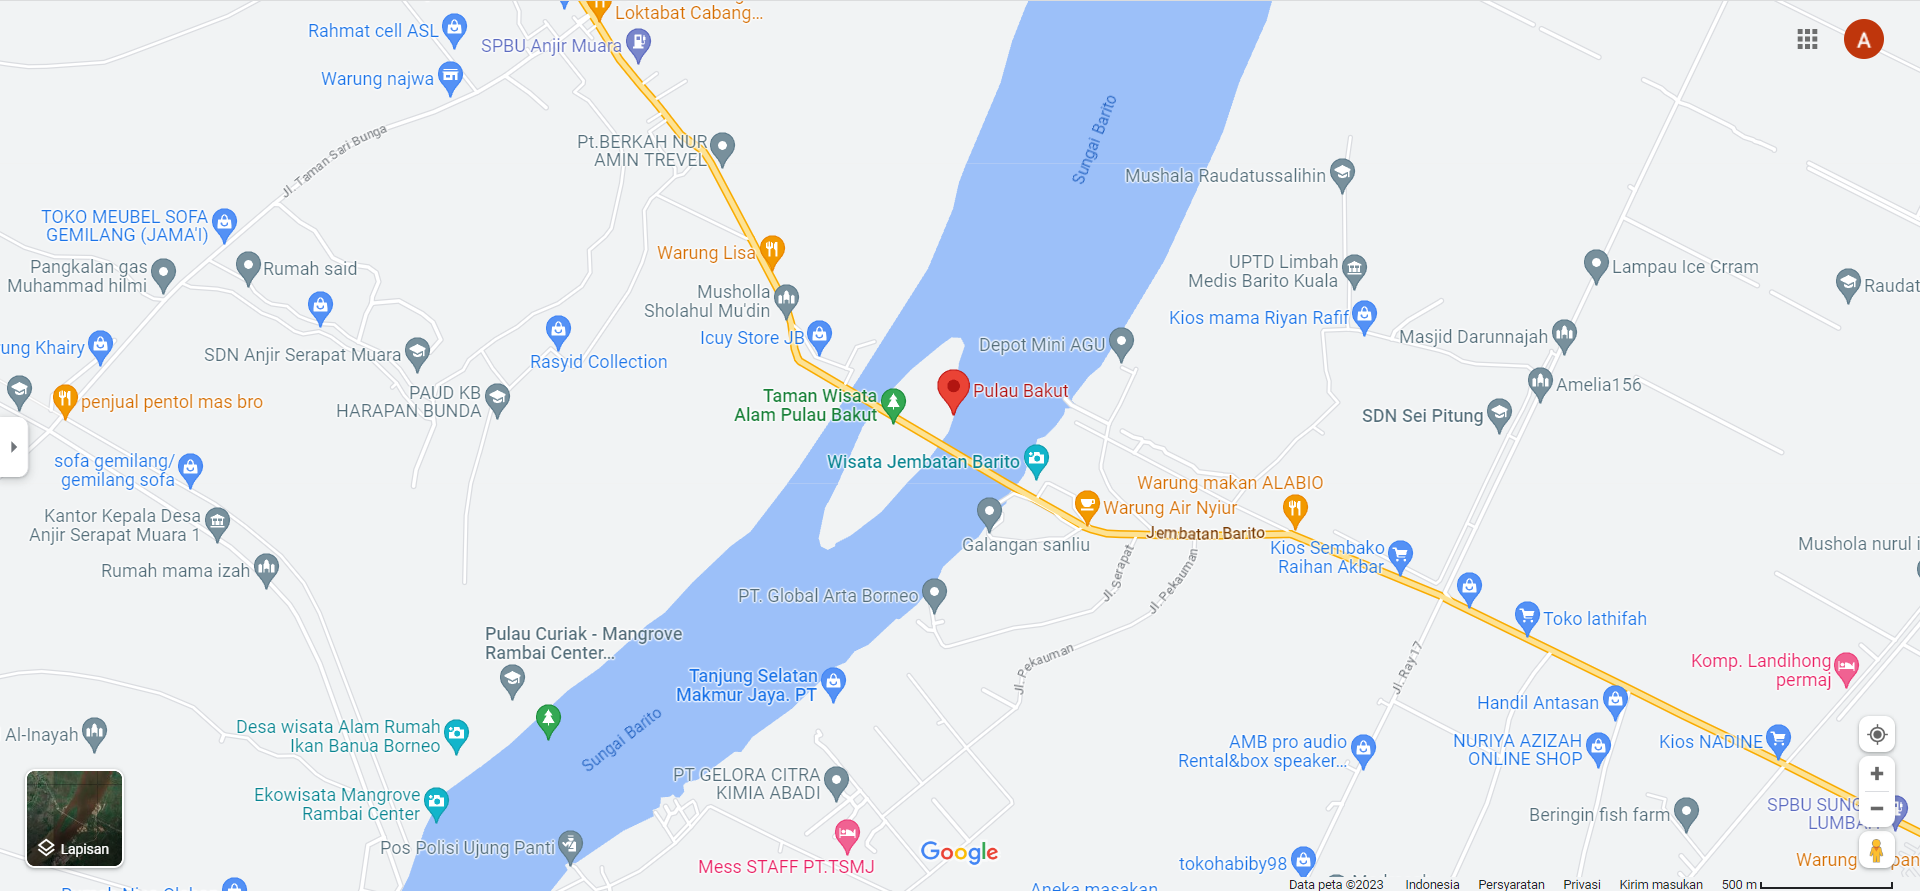 Loktabat Cabang...
Rahmat cell ASL
SPBU Anjir Muara
A
Warung najwa
Sungai Barito
Jl. Taman Sari Bunga
Pt.BERKAH NUR
AMIN TREVEL
Mushala Raudatussalihin
TOKO MEUBEL SOFA
GEMILANG (JAMA'I)
Warung Lisa
Pangkalan gas
Muhammad hilmi
Rumah said
UPTD Limbah
Medis Barito Kuala
Lampau Ice Crram
Raudat
Musholla
Sholahul Mu'din
Kios mama Riyan Rafif
Icuy Store JB
Depot Mini AGU
Masjid Darunnajah
ung Khairy
SDN Anjir Serapat Muara
Rasyid Collection
Amelia156
PAUD KB
HARAPAN BUNDA
Taman Wisata
Alam Pulau Bakut
Pulau Bakut
penjual pentol mas bro
SDN Sei Pitung
sofa gemilang/
gemilang sofa
Wisata Jembatan Barito
Warung makan ALABIO
Warung Air Nyiur
Kantor Kepala Desa
Anjir Serapat Muara 1
Galangan sanliu
Jembatan Barito
Kios Sembako
Raihan Akbar
Mushola nurul i
Rumah mama izah
Jl. Serapat
Jl. Pekauman
PT. Global Arta Borneo
Toko lathifah
Pulau Curiak - Mangrove
Rambai Center...
Jl. Pekauman
Jl. Ray 17
Komp. Landihong
permaj
Tanjung Selatan
Makmur Jaya. PT
Handil Antasan
Al-Inayah
Desa wisata Alam Rumah
Ikan Banua Borneo
Sungai Barito
AMB pro audio
Rental&box speaker...
NURIYA AZIZAH
ONLINE SHOP
Kios NADINE
PT GELORA CITRA
KIMIA ABADI
Ekowisata Mangrove
Rambai Center
Beringin fish farm
SPBU SUNG
LUMBA
Lapisan
Pos Polisi Ujung Panti
Google
Mess STAFF PT.TSMJ
tokohabiby98
Warung
pan
Aneka masakan
Data peta ©2023
Indonesia
Persyaratan
Privasi
Kirim masukan
500 m